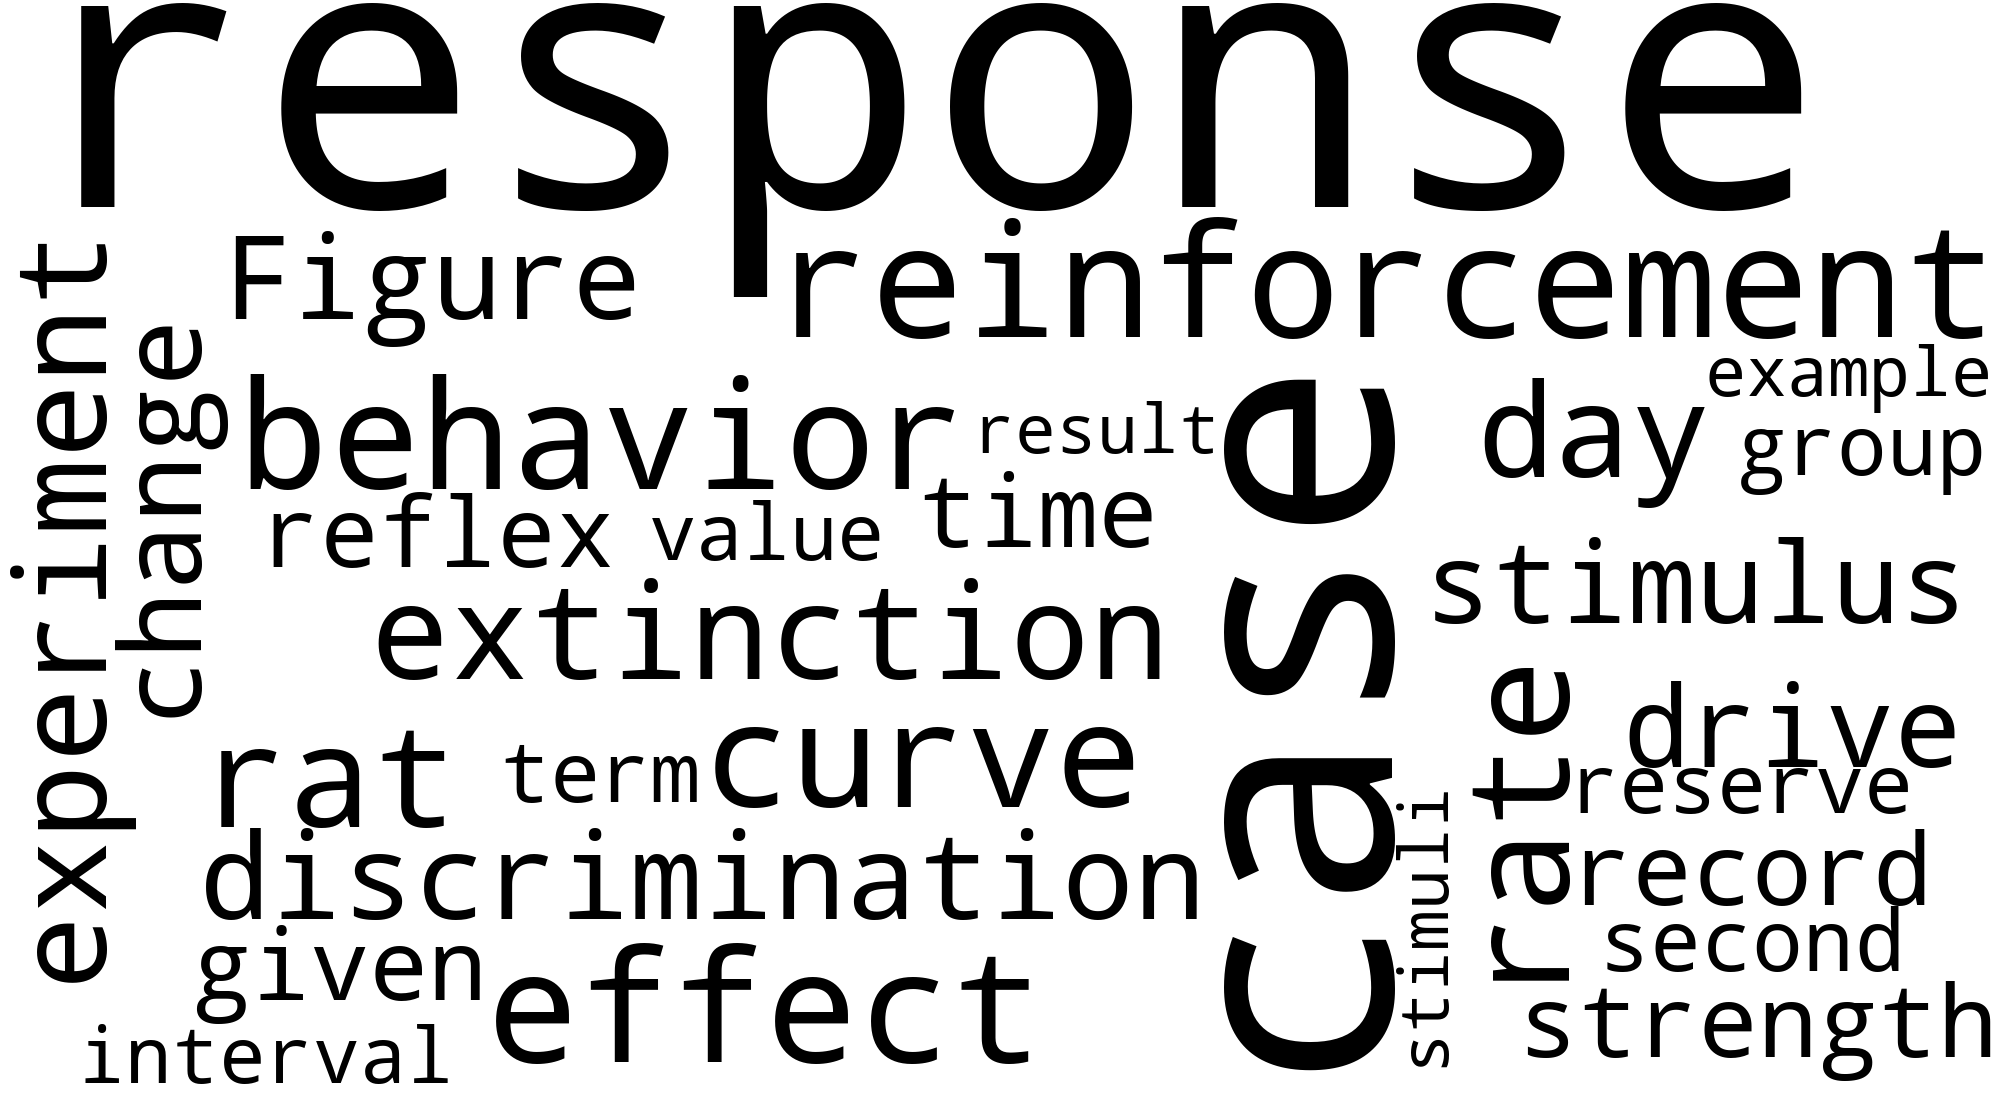 response
experiment
change
Figure
reinforcement
behavior
result
case
day
example
group
reflex
value
time
stimulus
extinction
rat
term
curve
rate
drive
reserve
discrimination
stimuli
record
second
given
effect
strength
interval